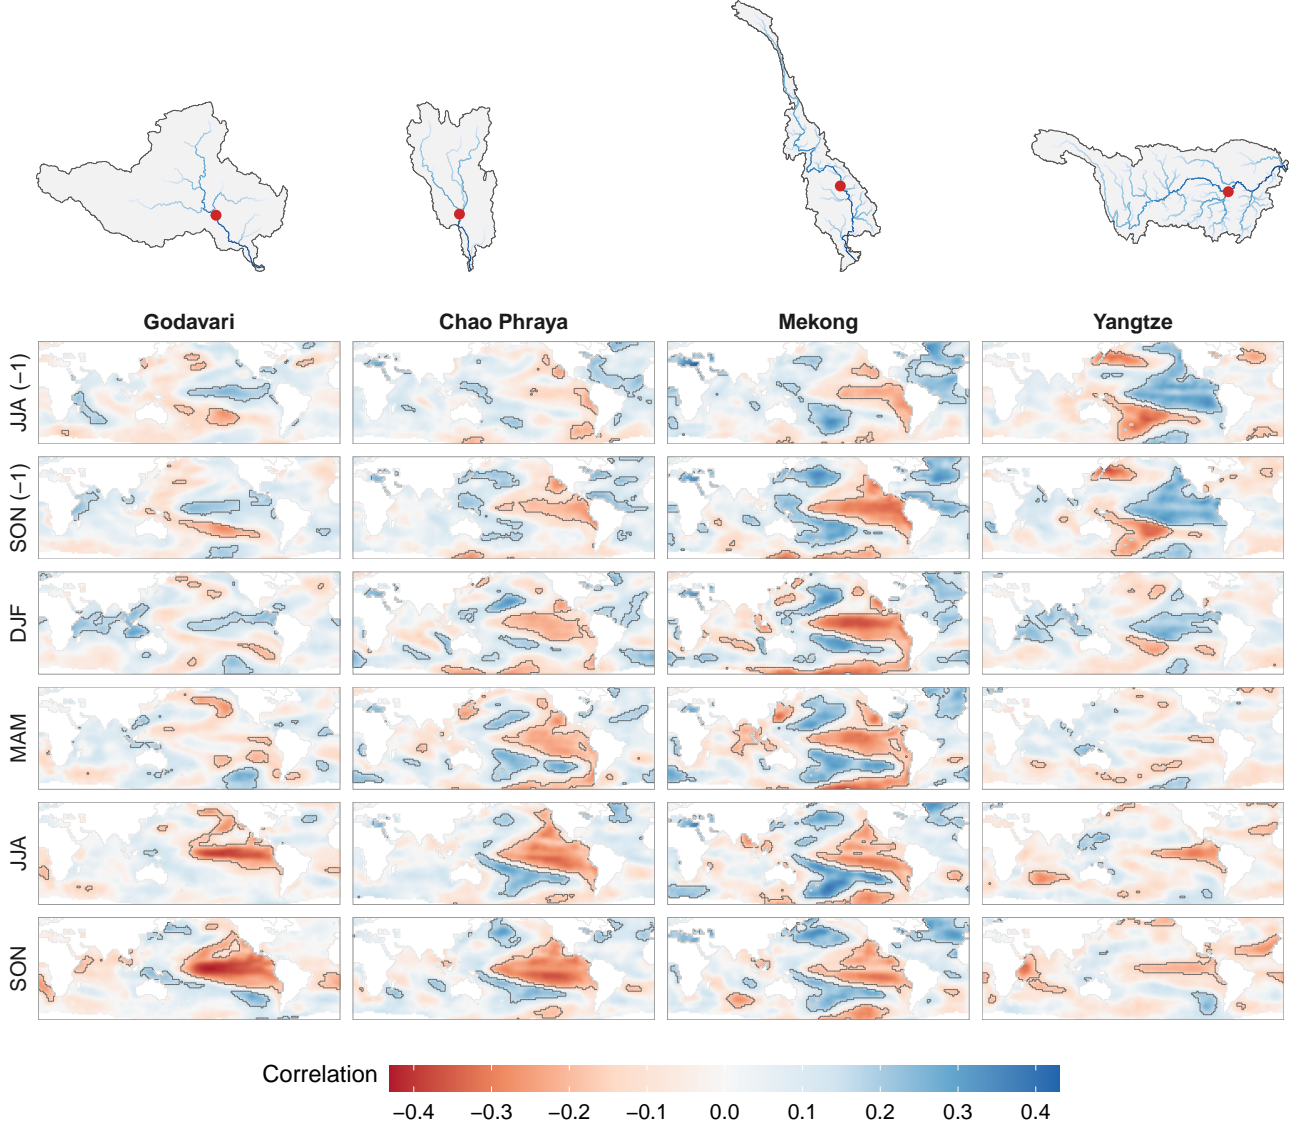 Godavari Chao Phraya Mekong Yangtze
JJA (−1)
SON (−1)
DJF
MAM
JJA
SON
Correlation
−0.4 −0.3 −0.2 −0.1 0.0 0.1 0.2 0.3 0.4